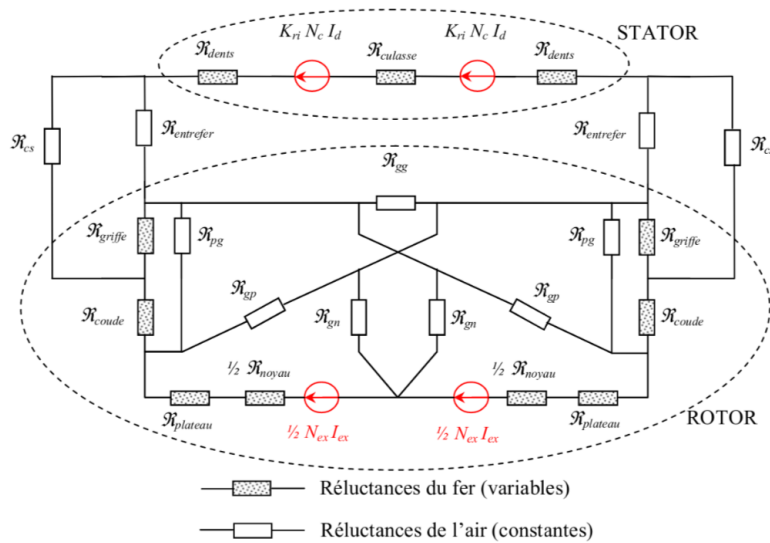 K_ri N_c I_d K_ri N_c I_d STATOR
ℜ_dents ℜ_culasse ℜ_dents
ℜ_cs ℜ_entrefer ℜ_entrefer ℜ_c
ℜ_gg
ℜ_griffe ℜ_pg ℜ_pg ℜ_griffe
ℜ_gp ℜ_gp
ℜ_coude ℜ_gn ℜ_gn ℜ_coude
½ ℜ_noyau ½ ℜ_noyau
ℜ_plateau ½ N_ex I_ex ½ N_ex I_ex ℜ_plateau ROTOR
Réluctances du fer (variables)
Réluctances de l'air (constantes)